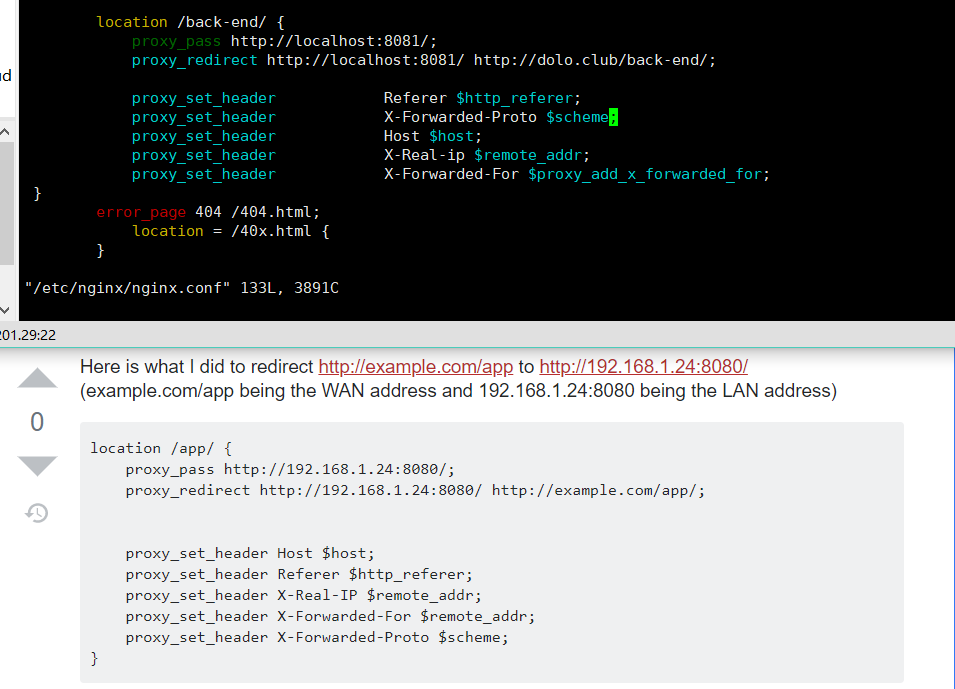 location /back-end/ {
proxy_pass http://localhost:8081/;
proxy_redirect http://localhost:8081/ http://dolo.club/back-end/;
proxy_set_header Referer $http_referer;
proxy_set_header X-Forwarded-Proto $scheme;
proxy_set_header Host $host;
proxy_set_header X-Real-ip $remote_addr;
proxy_set_header X-Forwarded-For $proxy_add_x_forwarded_for;
}
error_page 404 /404.html;
location = /40x.html {
}
"/etc/nginx/nginx.conf" 133L, 3891C
201.29:22
Here is what I did to redirect http://example.com/app to http://192.168.1.24:8080/
(example.com/app being the WAN address and 192.168.1.24:8080 being the LAN address)
0
location /app/ {
proxy_pass http://192.168.1.24:8080/;
proxy_redirect http://192.168.1.24:8080/ http://example.com/app/;
proxy_set_header Host $host;
proxy_set_header Referer $http_referer;
proxy_set_header X-Real-IP $remote_addr;
proxy_set_header X-Forwarded-For $remote_addr;
proxy_set_header X-Forwarded-Proto $scheme;
}